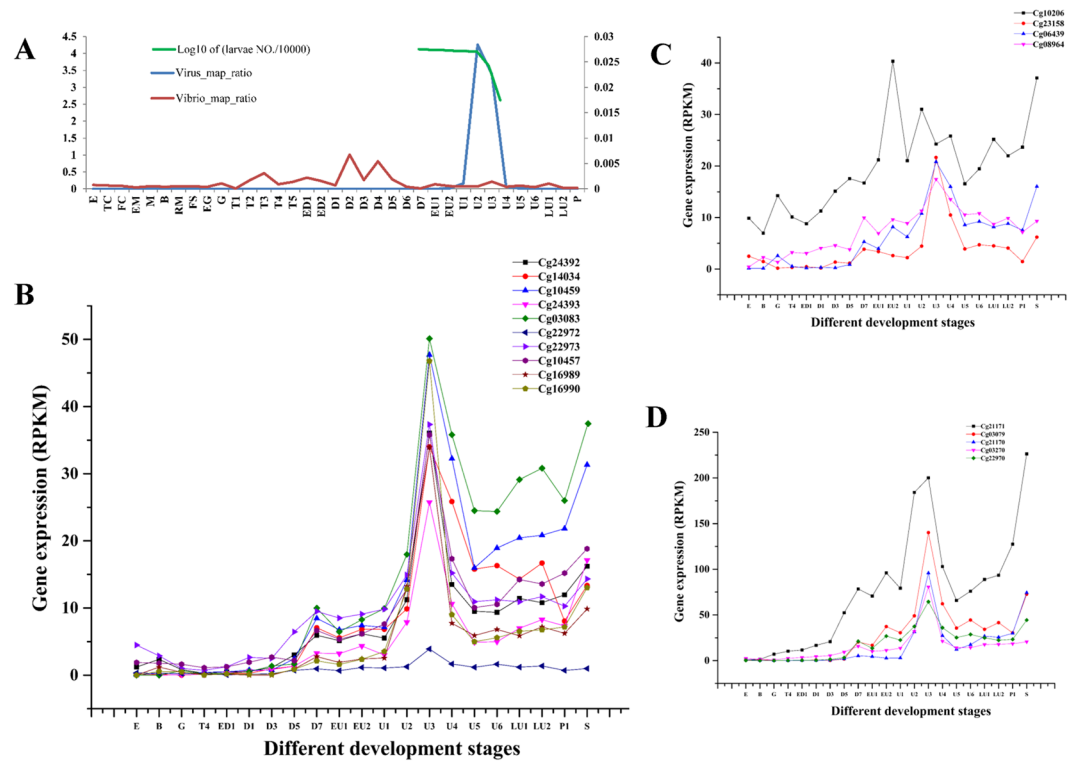 A
4.5
4
3.5
3
2.5
2
1.5
1
0.5
0
0.03
0.025
0.02
0.015
0.01
0.005
0
Log10 of (larvae NO./10000)
Virus_map_ratio
Vibrio_map_ratio
E TC FC EM M B RM FS EG G T1 T2 T3 T4 T5 ED1 ED2 D1 D2 D3 D4 D5 D6 D7 EU1 EU2 U1 U2 U3 U4 U5 U6 LU1 LU2 P
B
Cg24392
Cg14034
Cg10459
Cg24393
Cg03083
Cg22972
Cg22973
Cg10457
Cg16989
Cg16990
Gene expression (RPKM)
50
40
30
20
10
0
E B G T4 ED1 D1 D3 D5 D7 EU1 EU2 U1 U2 U3 U4 U5 U6 LU1 LU2 P1 S
Different development stages
C
Cg10206
Cg23158
Cg06439
Cg08964
Gene expression (RPKM)
40
30
20
10
0
E B G T4 ED1 D1 D3 D5 D7 EU1 EU2 U1 U2 U3 U4 U5 U6 LU1 LU2 P1 S
Different development stages
D
Cg21171
Cg03079
Cg21170
Cg03270
Cg22970
Gene expression (RPKM)
250
200
150
100
50
0
E B G T4 ED1 D1 D3 D5 D7 EU1 EU2 U1 U2 U3 U4 U5 U6 LU1 LU2 P1 S
Different development stages